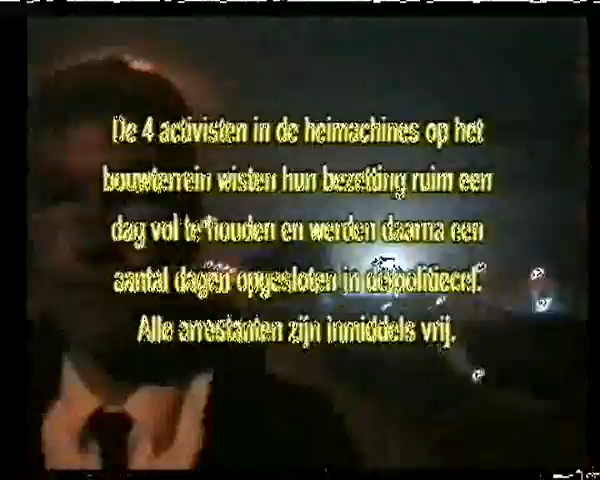 De 4 activisten in de heimachines op het
bouwterrein wisten hun bezetting ruim een
dag vol te houden en werden daarna een
aantal dagen opgesloten in de politiecel.
Alle arrestanten zijn inmiddels vrij.